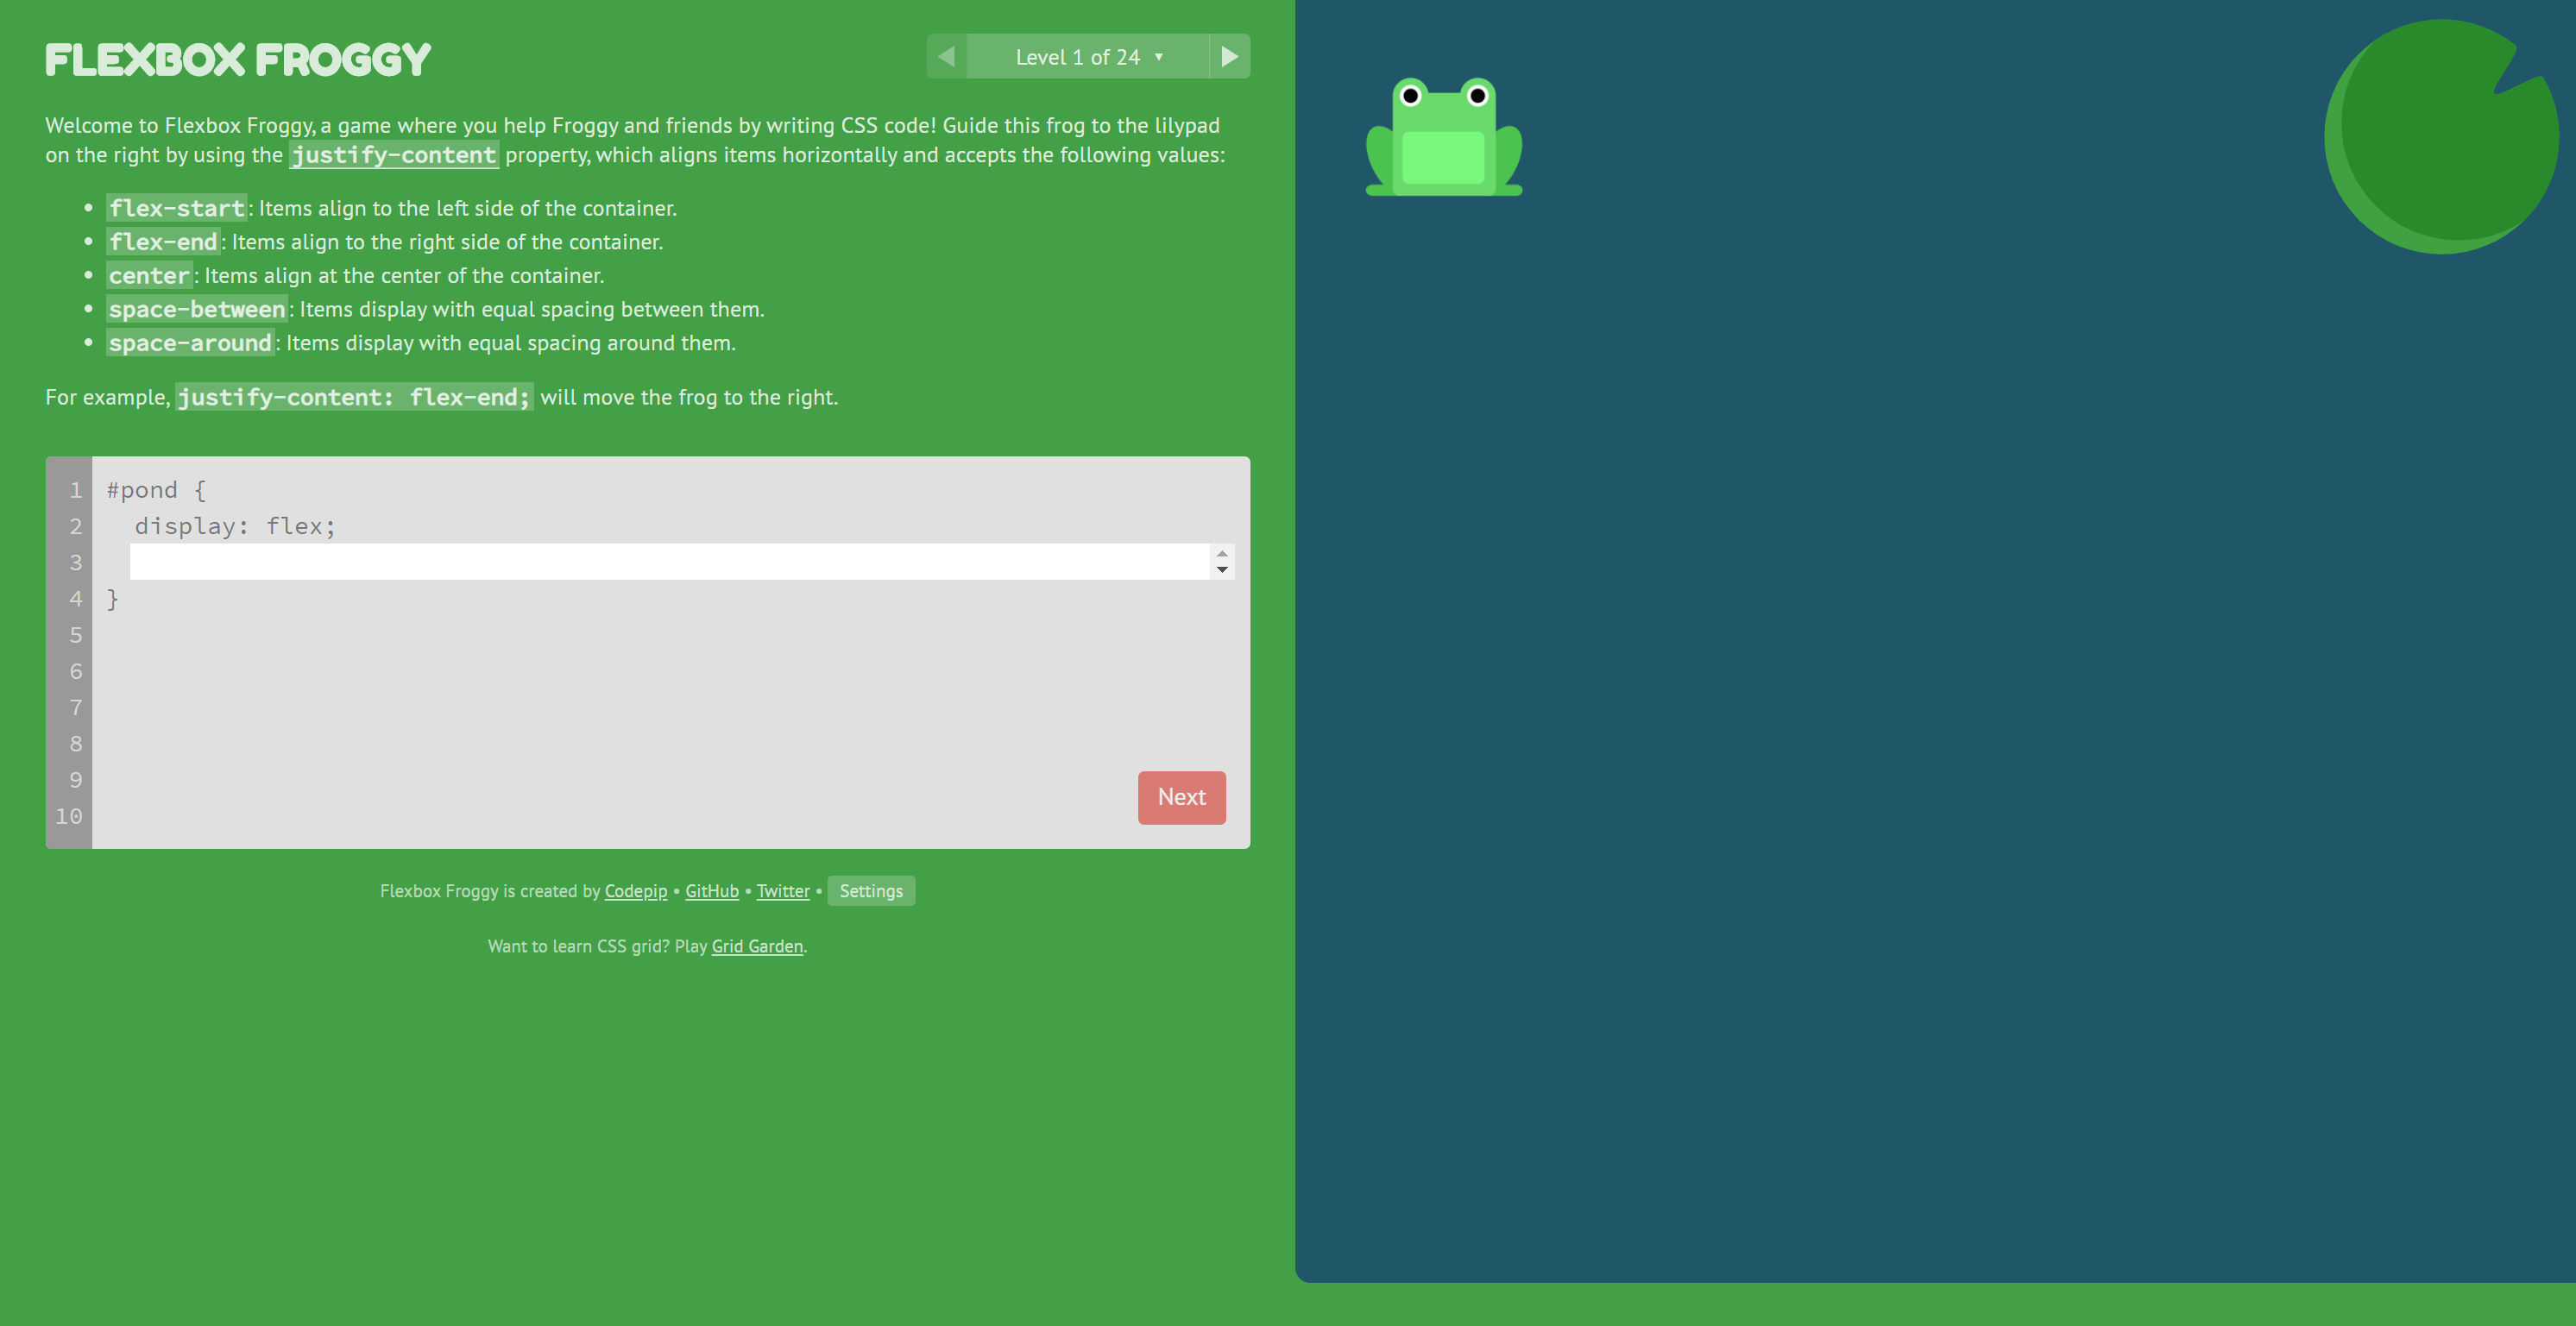 FLEXBOX FROGGY
Level 1 of 24 ▼
Welcome to Flexbox Froggy, a game where you help Froggy and friends by writing CSS code! Guide this frog to the lilypad
on the right by using the justify-content property, which aligns items horizontally and accepts the following values:
• flex-start: Items align to the left side of the container.
• flex-end: Items align to the right side of the container.
• center: Items align at the center of the container.
• space-between: Items display with equal spacing between them.
• space-around: Items display with equal spacing around them.
For example, justify-content: flex-end; will move the frog to the right.
1 #pond {
2 display: flex;
3
4 }
5
6
7
8
9
10
Next
Flexbox Froggy is created by Codepip • GitHub • Twitter • Settings
Want to learn CSS grid? Play Grid Garden.